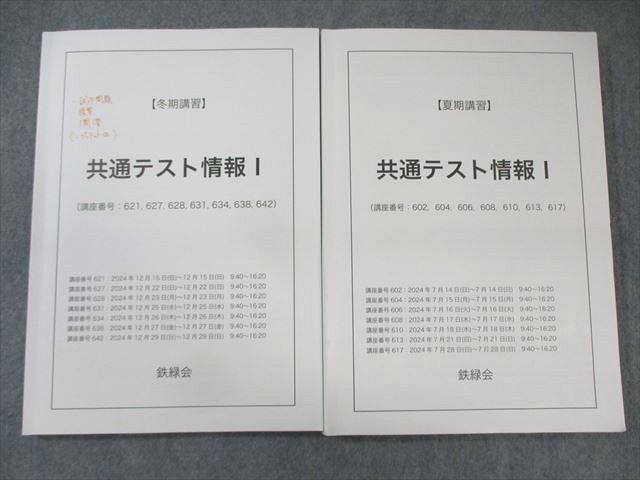 【冬期講習】
共通テスト情報Ⅰ
(講座番号：621, 627, 628, 631, 634, 638, 642)
講座番号 621：2024 年 12 月 15 日(日)～12 月 15 日(日) 9:40～16:20
講座番号 627：2024 年 12 月 22 日(日)～12 月 22 日(日) 9:40～16:20
講座番号 628：2024 年 12 月 23 日(月)～12 月 23 日(月) 9:40～16:20
講座番号 631：2024 年 12 月 25 日(水)～12 月 25 日(水) 9:40～16:20
講座番号 634：2024 年 12 月 26 日(木)～12 月 26 日(木) 9:40～16:20
講座番号 638：2024 年 12 月 27 日(金)～12 月 27 日(金) 9:40～16:20
講座番号 642：2024 年 12 月 29 日(日)～12 月 29 日(日) 9:40～16:20
鉄緑会
【夏期講習】
共通テスト情報Ⅰ
(講座番号：602, 604, 606, 608, 610, 613, 617)
講座番号 602：2024 年 7 月 14 日(日)～7 月 14 日(日) 9:40～16:20
講座番号 604：2024 年 7 月 15 日(月)～7 月 15 日(月) 9:40～16:20
講座番号 606：2024 年 7 月 16 日(火)～7 月 16 日(火) 9:40～16:20
講座番号 608：2024 年 7 月 17 日(水)～7 月 17 日(水) 9:40～16:20
講座番号 610：2024 年 7 月 18 日(木)～7 月 18 日(木) 9:40～16:20
講座番号 613：2024 年 7 月 21 日(日)～7 月 21 日(日) 9:40～16:20
講座番号 617：2024 年 7 月 28 日(日)～7 月 28 日(日) 9:40～16:20
鉄緑会